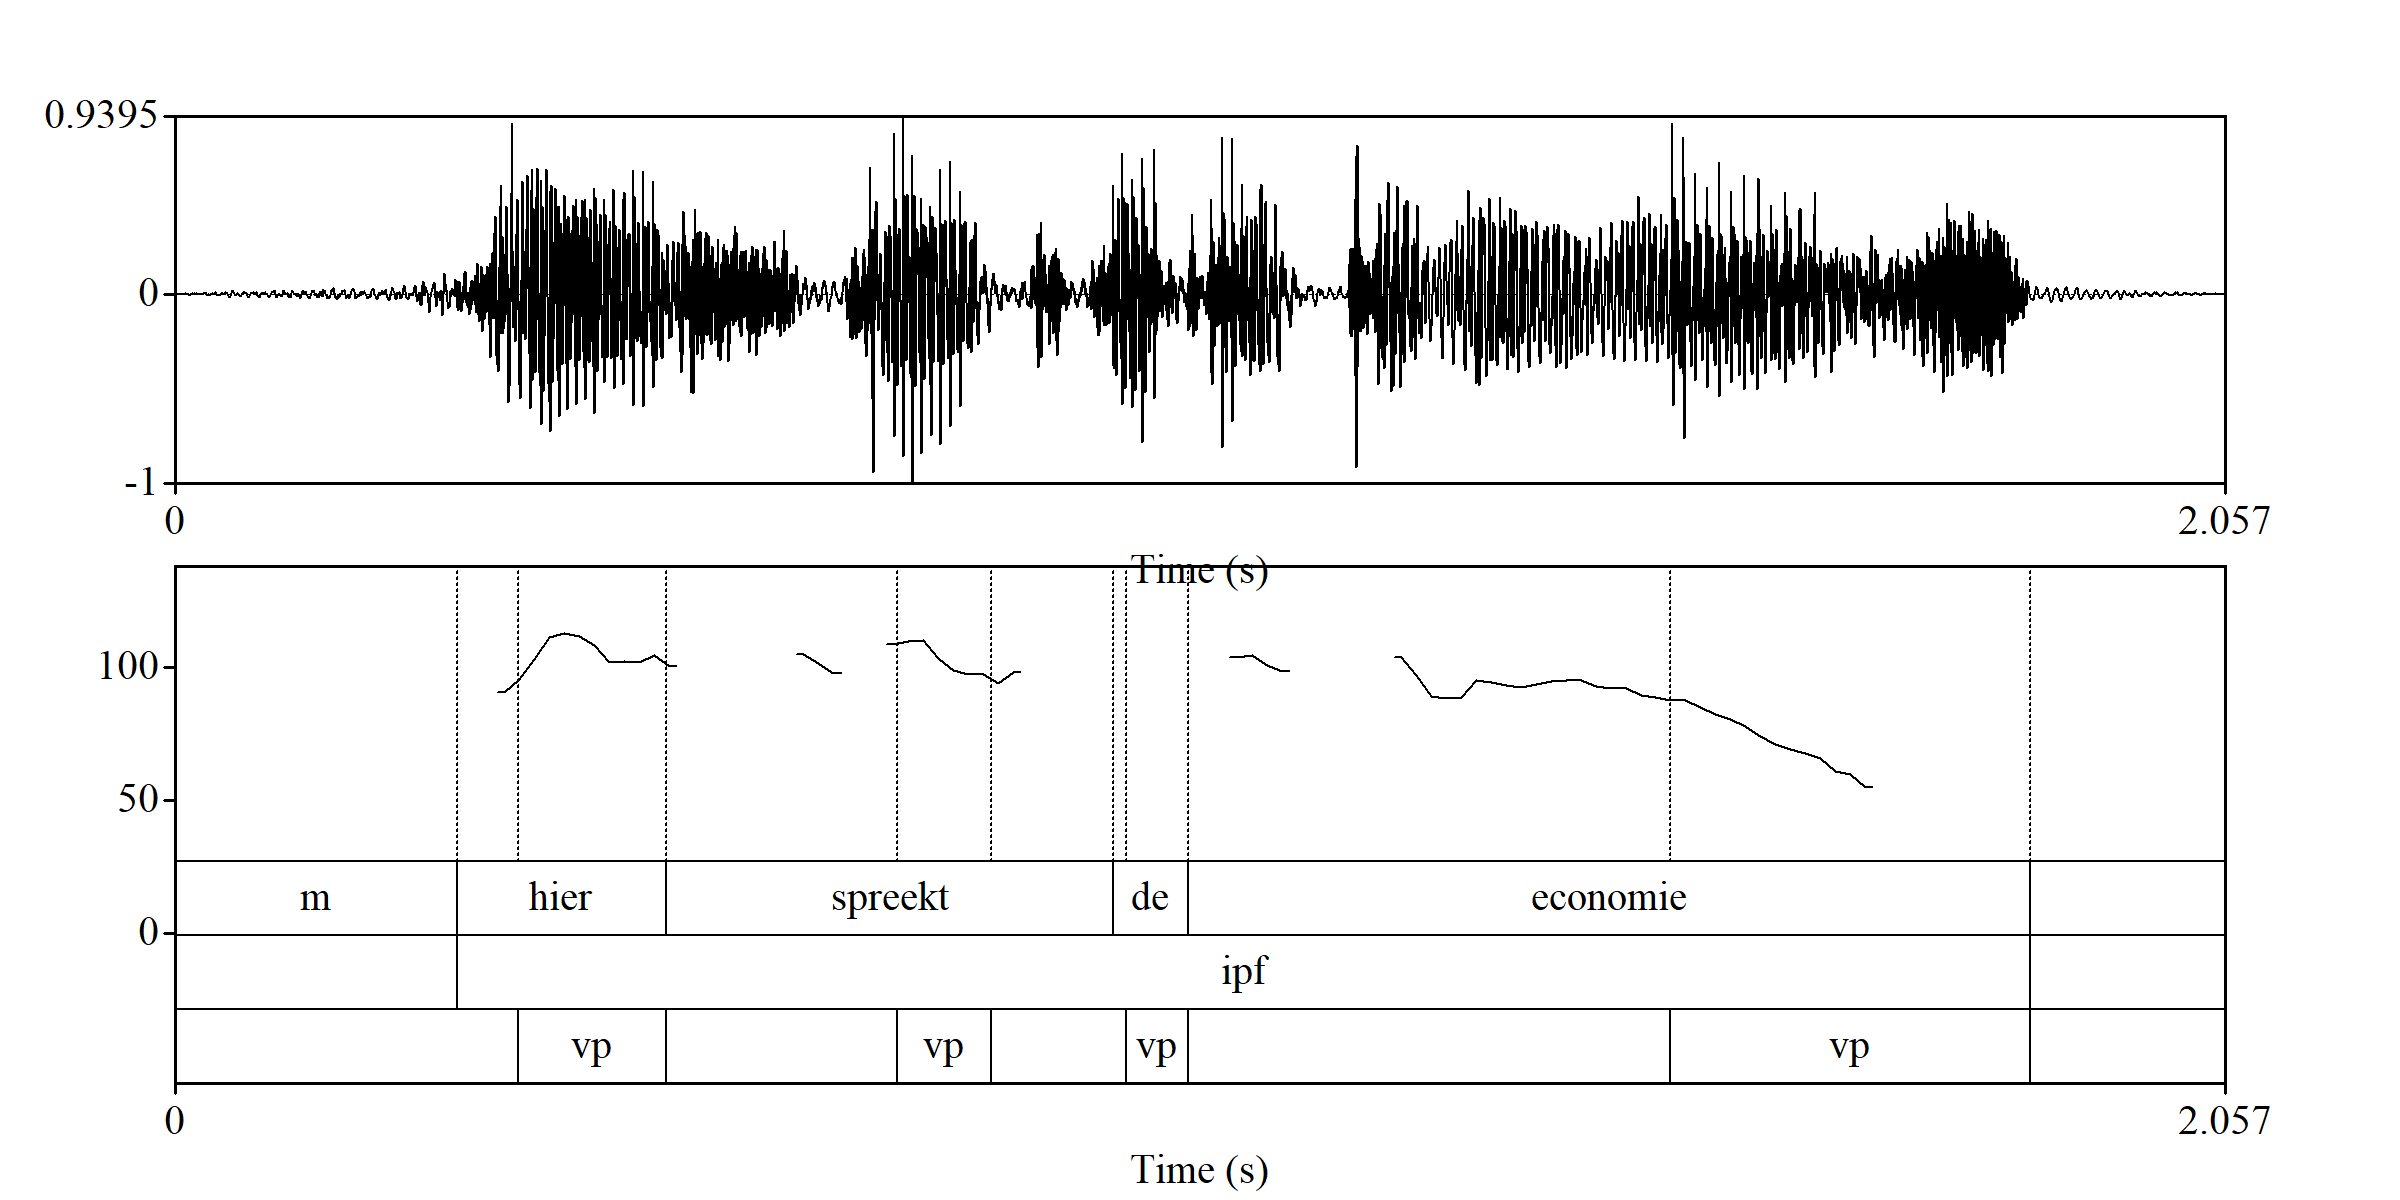 0.9395
0
-1
0 2.057
Time (s)
100
50
0
m hier spreekt de economie
ipf
vp vp vp vp
0 2.057
Time (s)